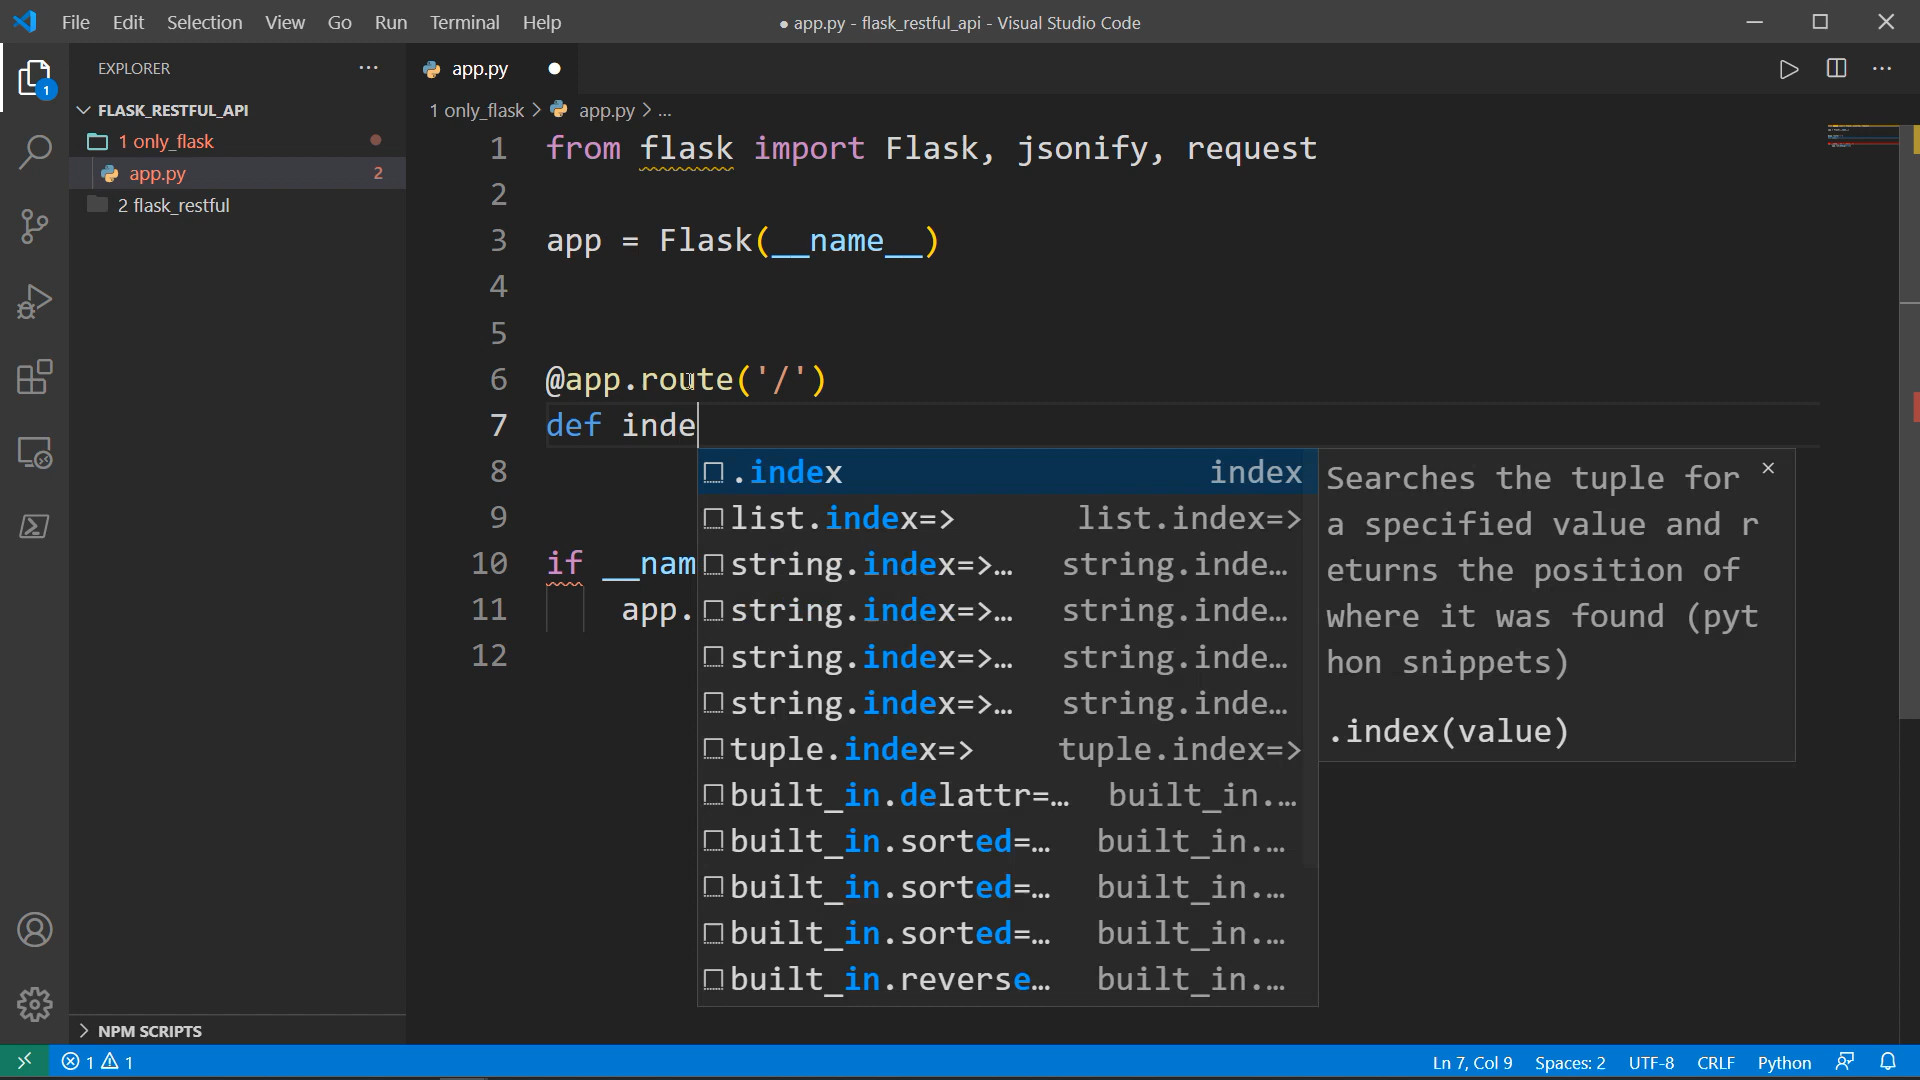 File Edit Selection View Go Run Terminal Help
● app.py - flask_restful_api - Visual Studio Code
EXPLORER
FLASK_RESTFUL_API
1 only_flask
app.py 2
2 flask_restful
NPM SCRIPTS
1
app.py
1 only_flask > app.py > ...
1 from flask import Flask, jsonify, request
2
3 app = Flask(__name__)
4
5
6 @app.route('/')
7 def inde
8
9
10 if __nam
11 app.
12
.index index
list.index=> list.index=>
string.index=>… string.inde…
string.index=>… string.inde…
string.index=>… string.inde…
string.index=>… string.inde…
tuple.index=> tuple.index=>
built_in.delattr=… built_in.…
built_in.sorted=… built_in.…
built_in.sorted=… built_in.…
built_in.sorted=… built_in.…
built_in.reverse… built_in.…
Searches the tuple for
a specified value and r
eturns the position of
where it was found (pyt
hon snippets)
.index(value)
1 1
Ln 7, Col 9 Spaces: 2 UTF-8 CRLF Python